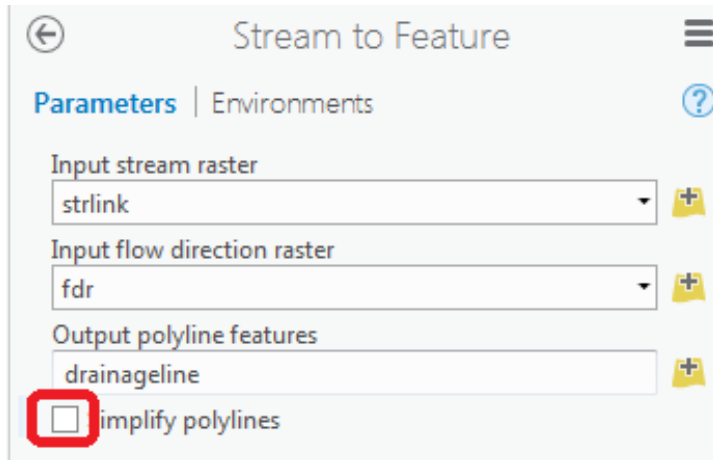 Stream to Feature
Parameters | Environments
?
Input stream raster
strlink
Input flow direction raster
fdr
Output polyline features
drainageline
implify polylines